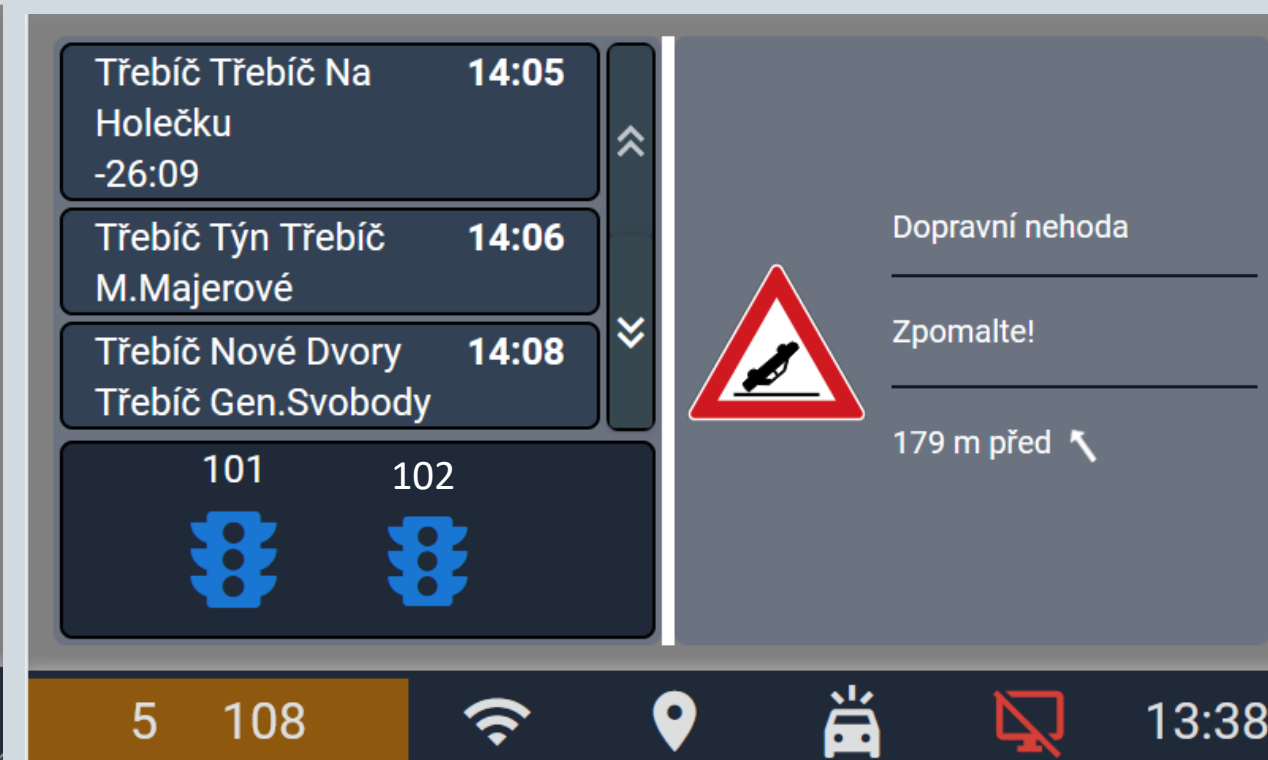 Třebíč Třebíč Na 14:05
Holečku
-26:09
Třebíč Týn Třebíč 14:06
M.Majerové
Třebíč Nové Dvory 14:08
Třebíč Gen.Svobody
101 102
Dopravní nehoda
Zpomalte!
179 m před
5 108 13:38